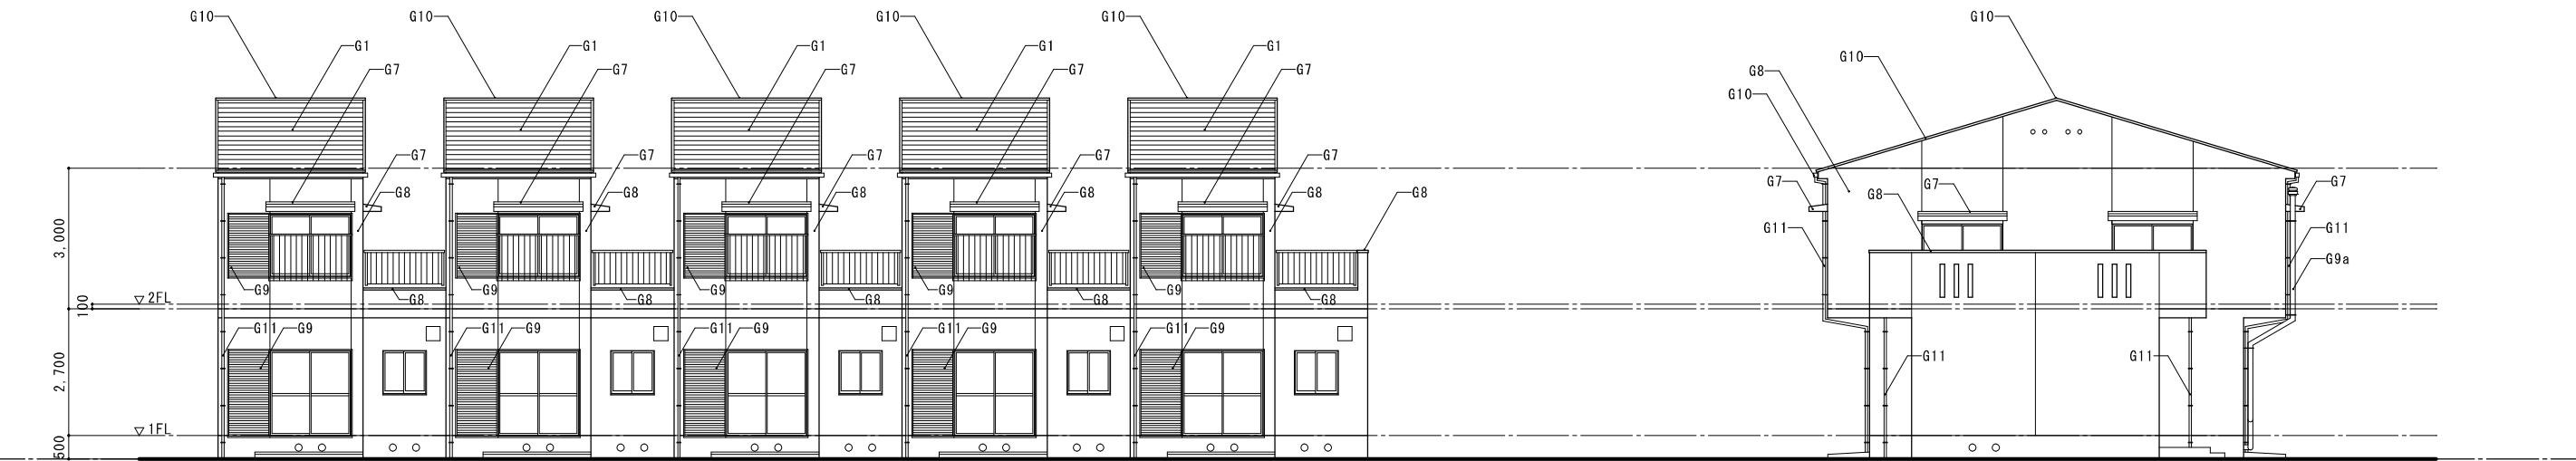 G10 G10 G10 G10 G10 G10
G1 G1 G1 G1 G1
G10
G7 G7 G7 G7 G7 G8
G10
G7 G7 G7 G7 G7 G7 G7 G7
G8 G8 G8 G8 G8 G8 G8
3,000
G11 G11
G9a
G9 G9 G9 G9 G9
G8 G8 G8 G8 G8
▽2FL
100
G11 G9 G11 G9 G11 G9 G11 G9 G11 G9
G11 G11
2,700
▽1FL
500